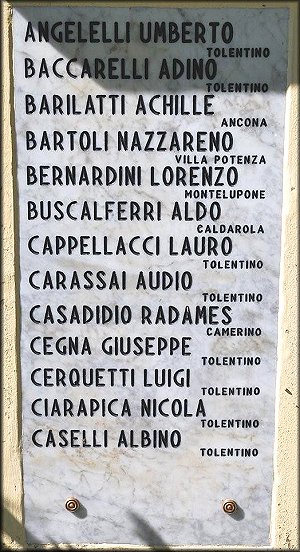 ANGELELLI UMBERTO
TOLENTINO
BACCARELLI ADINO
TOLENTINO
BARILATTI ACHILLE
ANCONA
BARTOLI NAZZARENO
VILLA POTENZA
BERNARDINI LORENZO
MONTELUPONE
BUSCALFERRI ALDO
CALDAROLA
CAPPELLACCI LAURO
TOLENTINO
CARASSAI AUDIO
TOLENTINO
CASADIDIO RADAMES
CAMERINO
CEGNA GIUSEPPE
TOLENTINO
CERQUETTI LUIGI
TOLENTINO
CIARAPICA NICOLA
TOLENTINO
CASELLI ALBINO
TOLENTINO